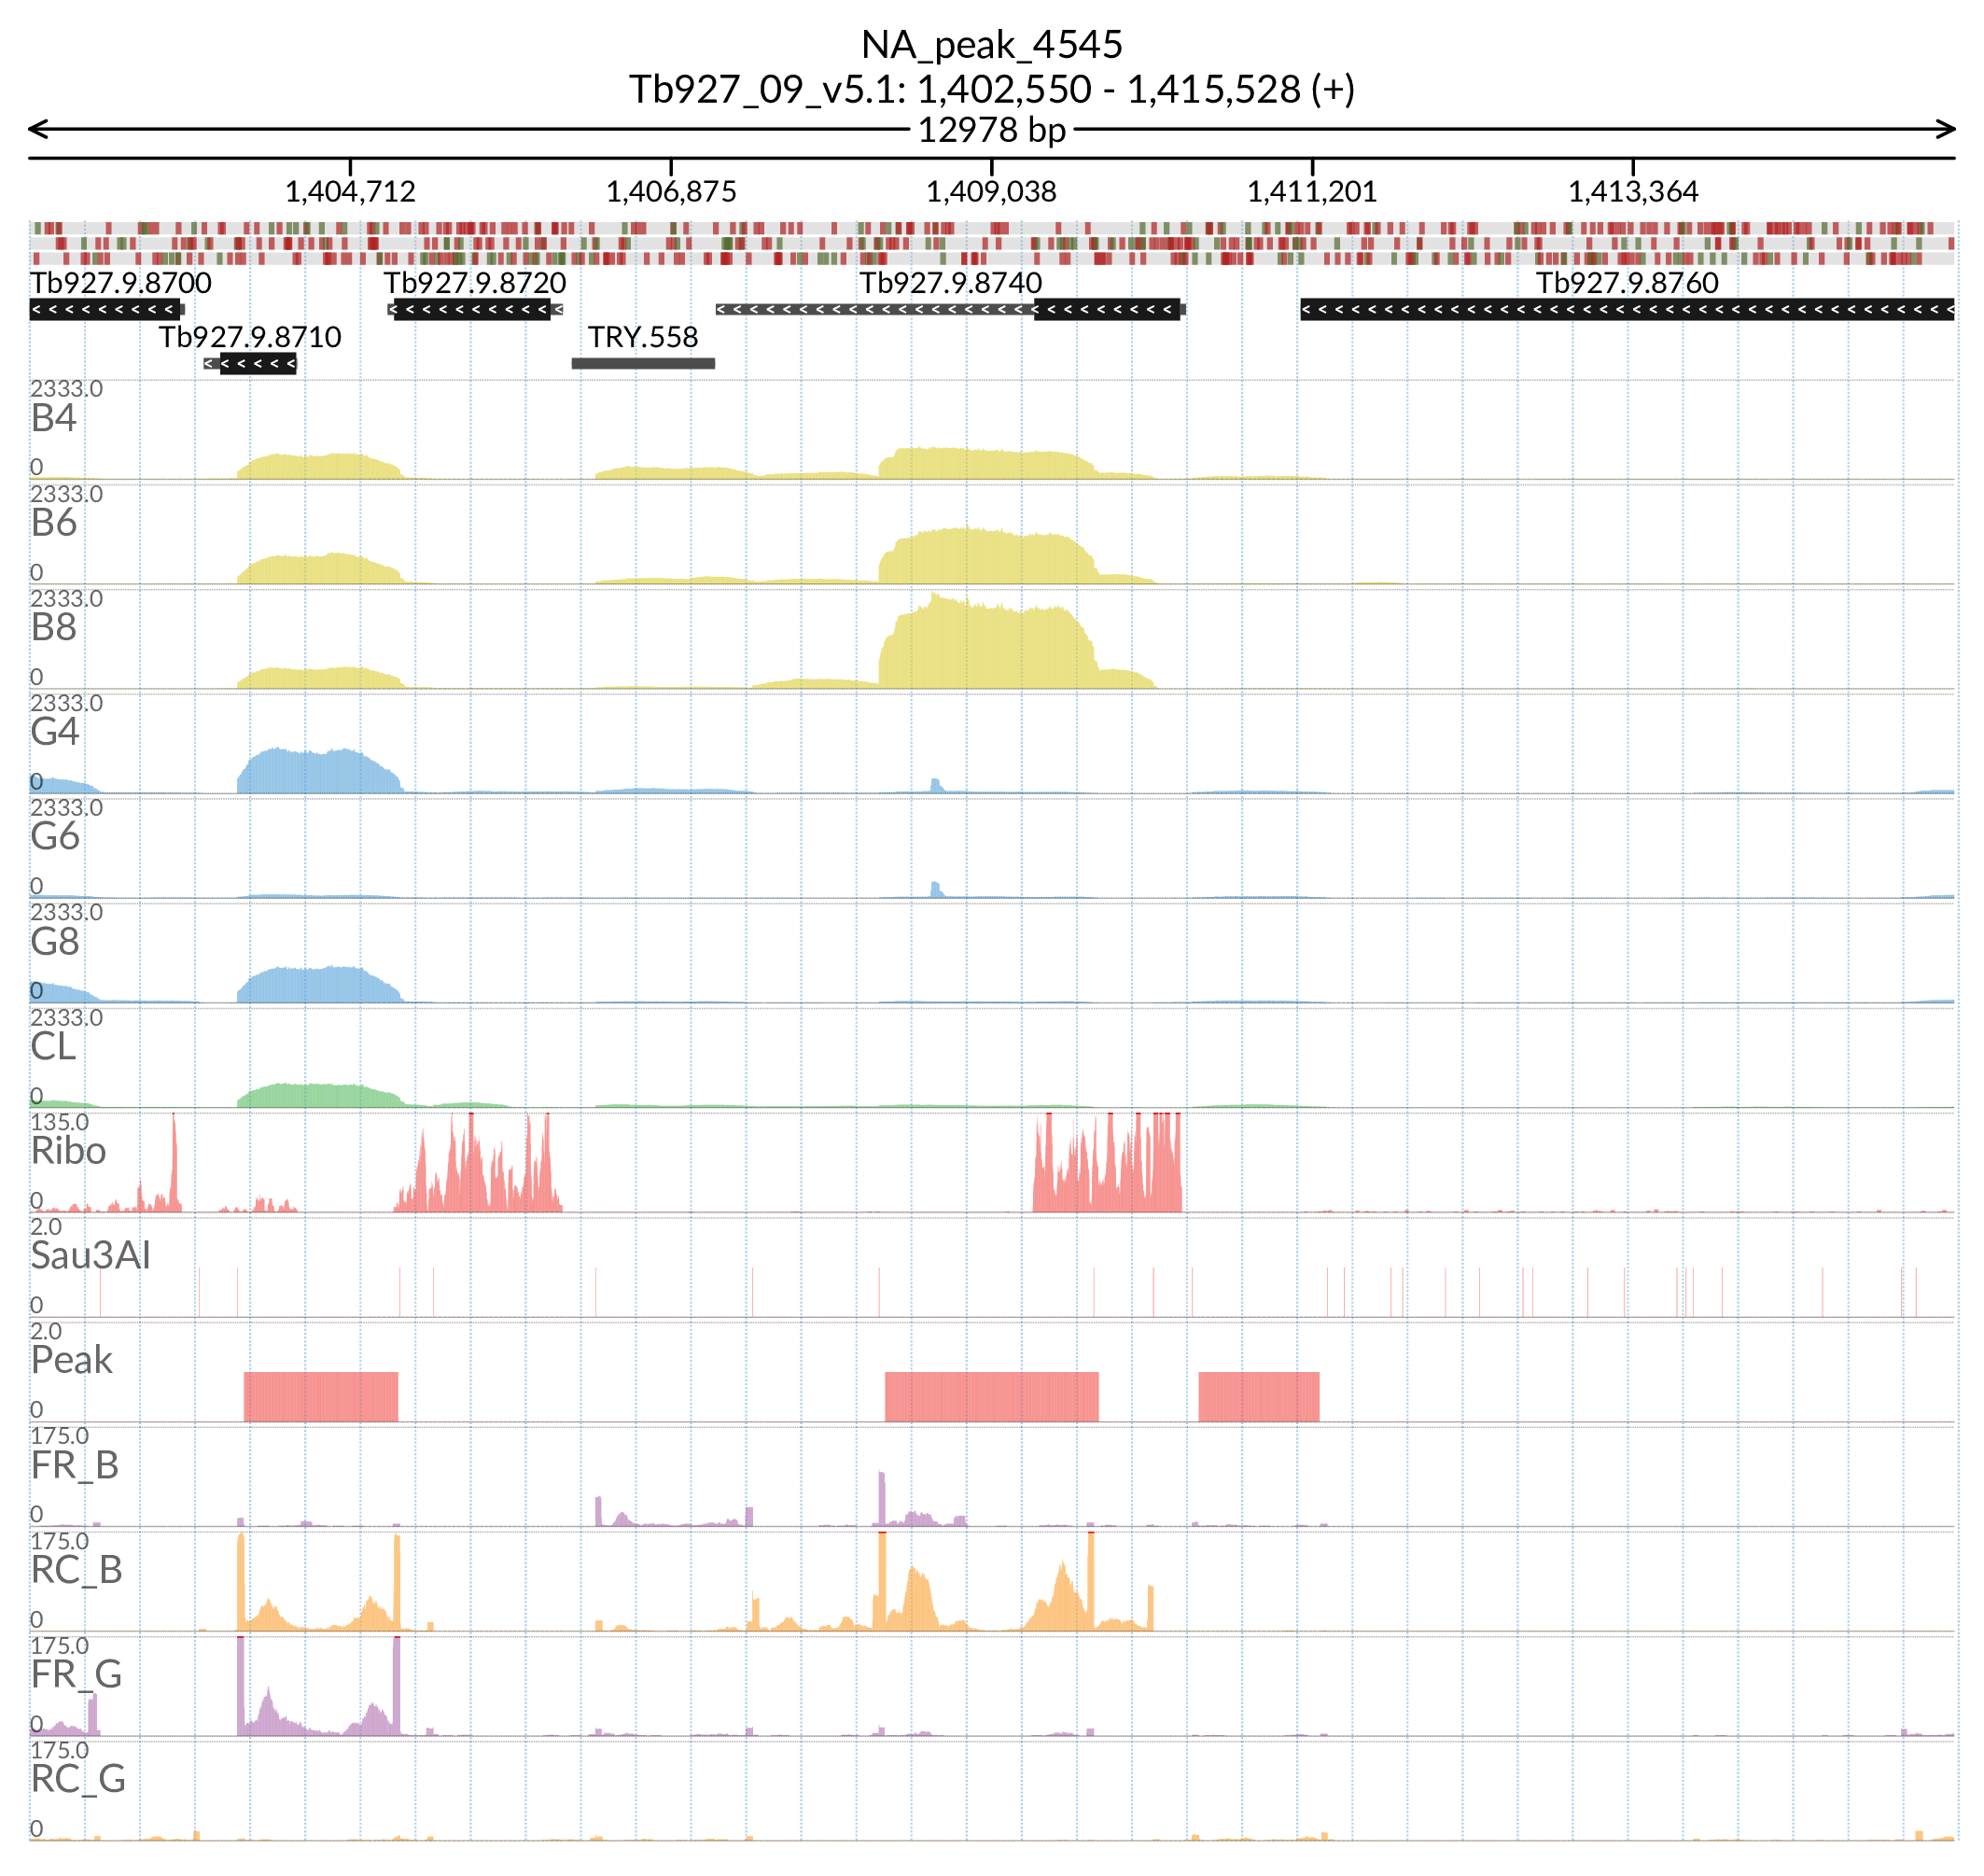 NA_peak_4545
Tb927_09_v5.1: 1,402,550 - 1,415,528 (+)
12978 bp
1,404,712 1,406,875 1,409,038 1,411,201 1,413,364
Tb927.9.8700 Tb927.9.8720 Tb927.9.8740 Tb927.9.8760
Tb927.9.8710 TRY.558
2333.0
B4
0
2333.0
B6
0
2333.0
B8
0
2333.0
G4
0
2333.0
G6
0
2333.0
G8
0
2333.0
CL
0
135.0
Ribo
0
2.0
Sau3AI
0
2.0
Peak
0
175.0
FR_B
0
175.0
RC_B
0
175.0
FR_G
0
175.0
RC_G
0